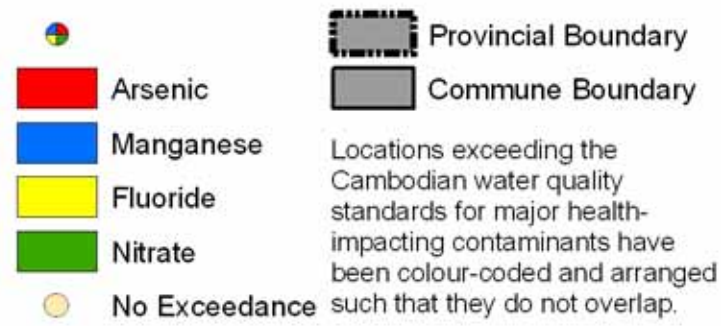 Arsenic
Manganese
Fluoride
Nitrate
No Exceedance
Provincial Boundary
Commune Boundary
Locations exceeding the
Cambodian water quality
standards for major health-
impacting contaminants have
been colour-coded and arranged
such that they do not overlap.